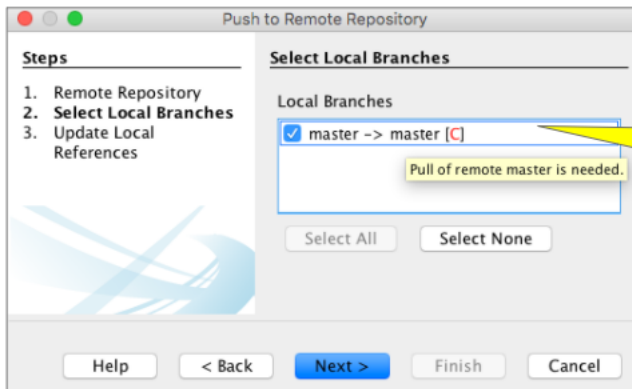 Push to Remote Repository
Steps
1. Remote Repository
2. Select Local Branches
3. Update Local
References
Select Local Branches
Local Branches
master -> master [C]
Pull of remote master is needed.
Select All
Select None
Help
< Back
Next >
Finish
Cancel